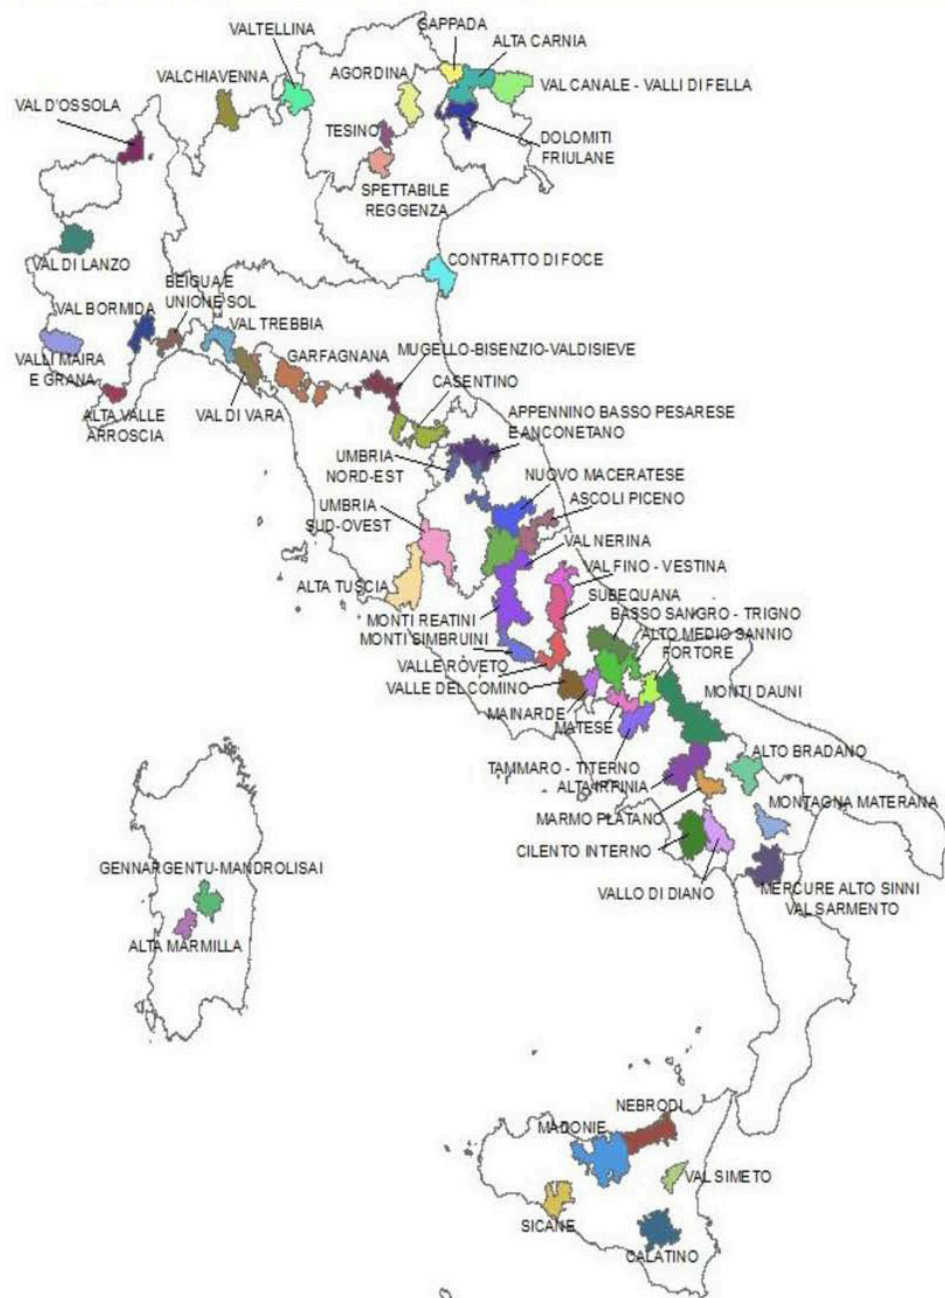 SAPPADA
VALTELLINA
ALTA CARNIA
VALCHIAVENNA
AGORDINA
VAL CANALE - VALLI DI FELLA
VAL D'OSSOLA
TESINO
DOLOMITI
FRIULANE
SPETTABILE
REGGENZA
CONTRATTO DI FOCE
VAL DI LANZO
BEIGUA E
UNIONE SOL
VAL BORMIDA
VAL TREBBIA
MUGELLO-BISENZIO-VALDISIEVE
VALLI MAIRA
E GRANA
GARFAGNANA
CASENTINO
ALTA VALLE
ARROSCIA
VAL DI VARA
APPENNINO BASSO PESARESE
E ANCONETANO
UMBRIA
NORD-EST
NUOVO MACERATESE
ASCOLI PICENO
UMBRIA
SUD-OVEST
VAL NERINA
VAL FINO - VESTINA
ALTA TUSCIA
SUBEQUANA
BASSO SANGRO - TRIGNO
MONTI REATINI
ALTO MEDIO SANNIO
MONTI SIMBRUINI
FORTORE
VALLE ROVETO
VALLE DEL COMINO
MONTI DAUNI
MAINARDE
MATESE
ALTO BRADANO
TAMMARO - TITERNO
ALTA IRPINIA
MONTAGNA MATERANA
MARMO PLATANO
CILENTO INTERNO
VALLO DI DIANO
MERCURE ALTO SINNI
VAL SARMENTO
GENNARGENTU-MANDROLISAI
ALTA MARMILLA
NEBRODI
MADONIE
VAL SIMETO
SICANE
CALATINO